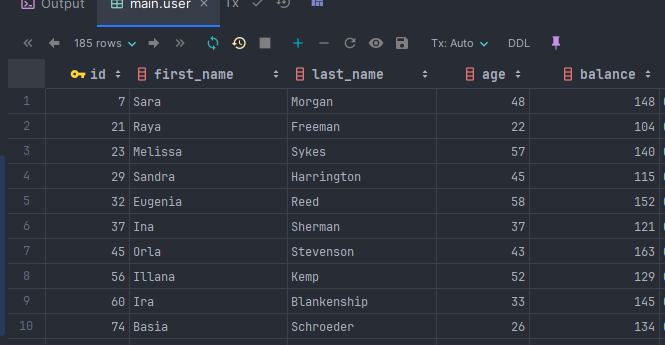 Output main.user × Tx
185 rows Tx: Auto DDL
id first_name last_name age balance
1 7 Sara Morgan 48 148
2 21 Raya Freeman 22 104
3 23 Melissa Sykes 57 140
4 29 Sandra Harrington 45 115
5 32 Eugenia Reed 58 152
6 37 Ina Sherman 37 121
7 45 Orla Stevenson 43 163
8 56 Illana Kemp 52 129
9 60 Ira Blankenship 33 145
10 74 Basia Schroeder 26 134